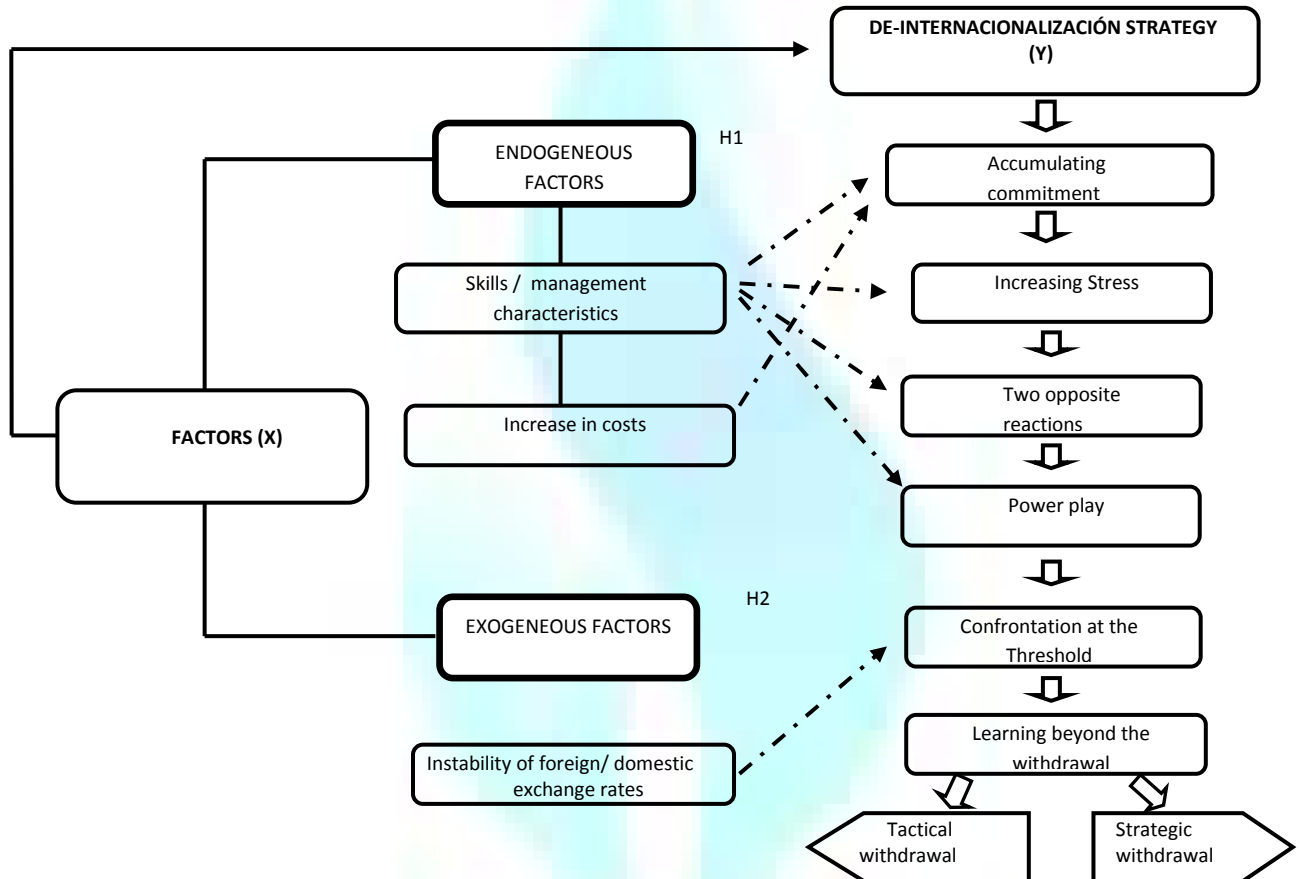 DE-INTERNACIONALIZACIÓN STRATEGY
(Y)
H1
ENDOGENEOUS
FACTORS
Accumulating
commitment
Skills / management
characteristics
Increasing Stress
Two opposite
reactions
Increase in costs
FACTORS (X)
Power play
H2
EXOGENEOUS FACTORS
Confrontation at the
Threshold
Learning beyond the
withdrawal
Instability of foreign/ domestic
exchange rates
Tactical
withdrawal
Strategic
withdrawal